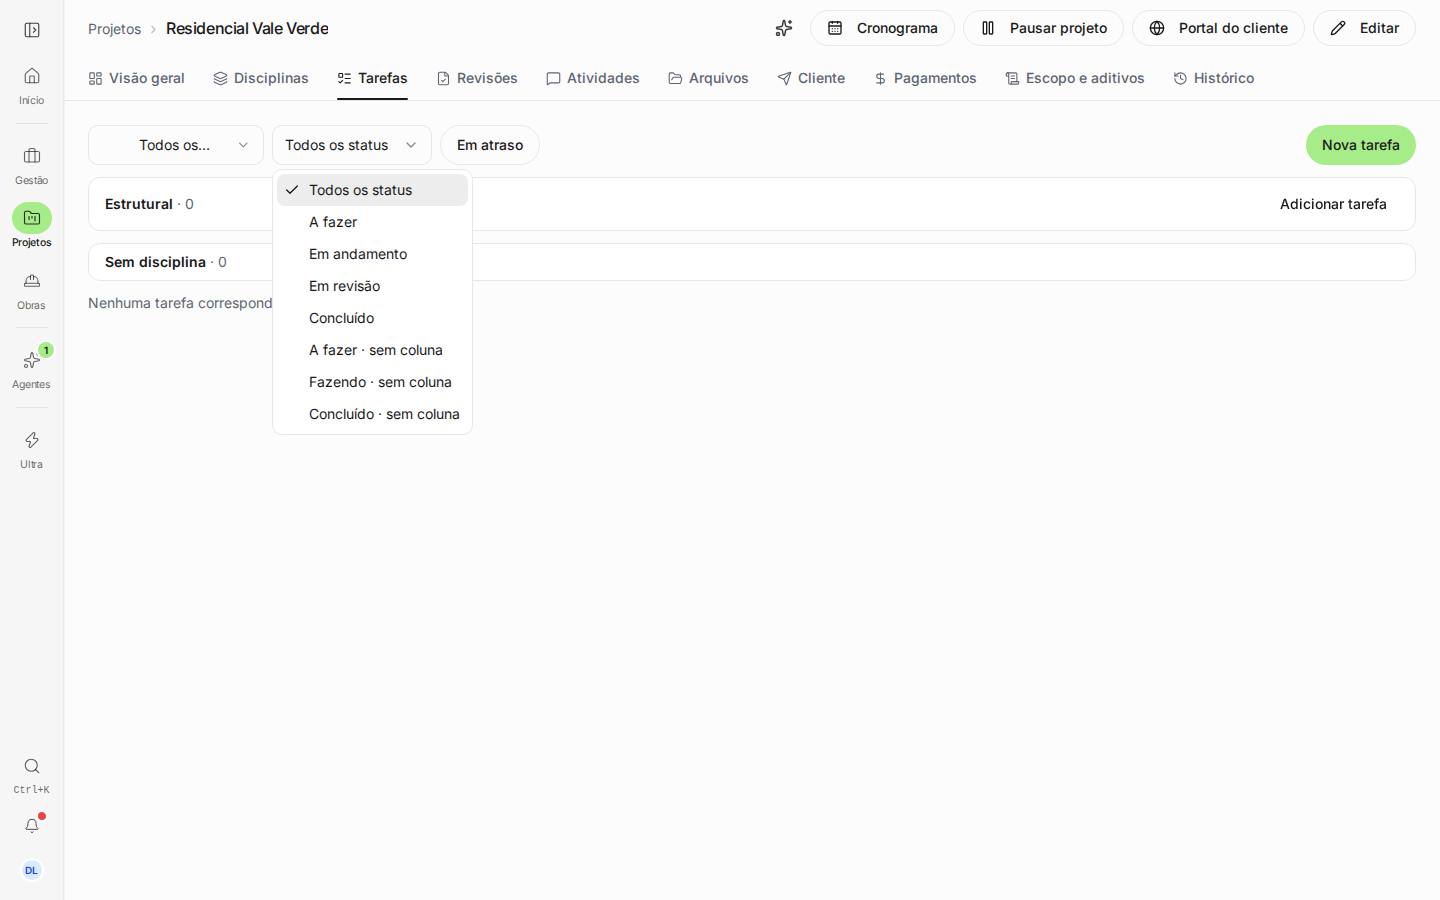 Projetos › Residencial Vale Verde
Cronograma
Pausar projeto
Portal do cliente
Editar
Início
Visão geral
Disciplinas
Tarefas
Revisões
Atividades
Arquivos
Cliente
Pagamentos
Escopo e aditivos
Histórico
Todos os...
Todos os status
Em atraso
Nova tarefa
Gestão
Projetos
Obras
1
Agentes
Ultra
Todos os status
A fazer
Em andamento
Em revisão
Concluído
A fazer · sem coluna
Fazendo · sem coluna
Concluído · sem coluna
Estrutural · 0
Adicionar tarefa
Sem disciplina · 0
Nenhuma tarefa correspond
Ctrl+K
DL